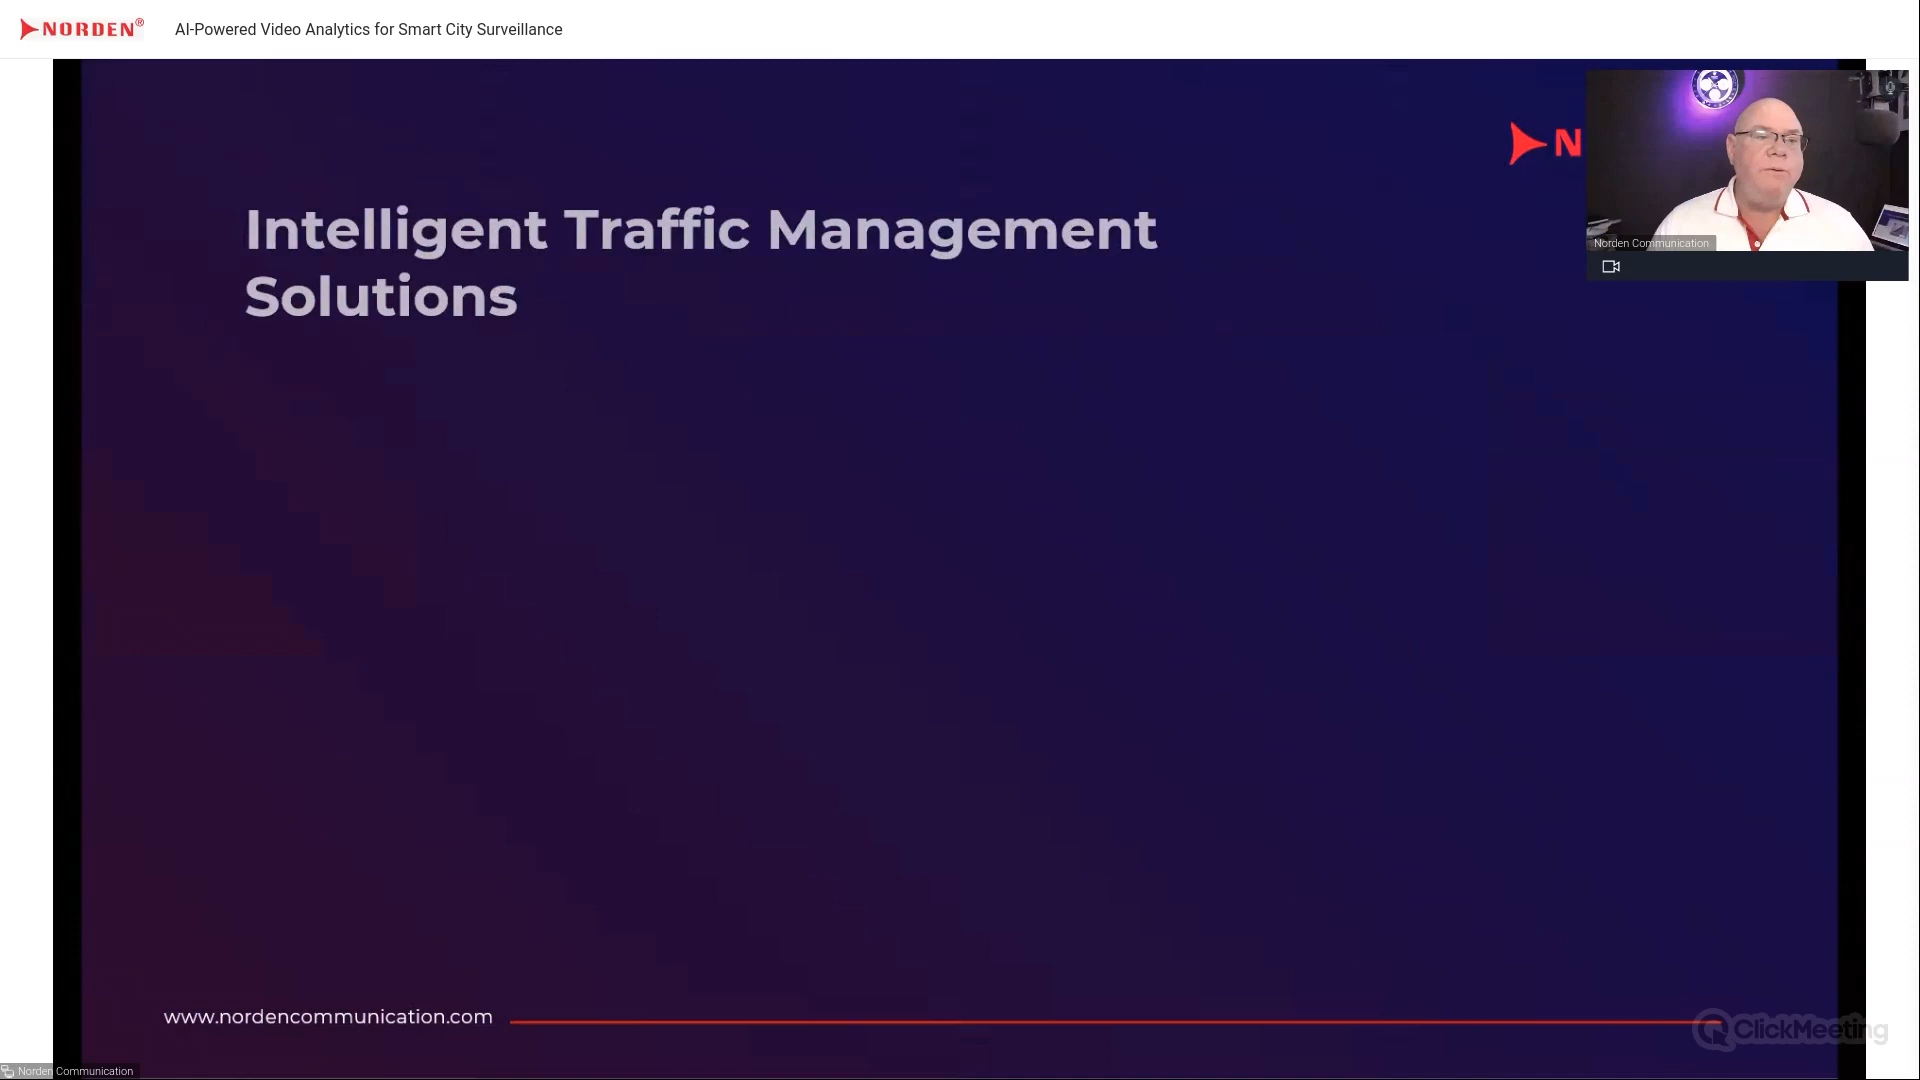 NORDEN®
AI-Powered Video Analytics for Smart City Surveillance
N
Intelligent Traffic Management
Solutions
Norden Communication
www.nordencommunication.com
ClickMeeting
Norden Communication